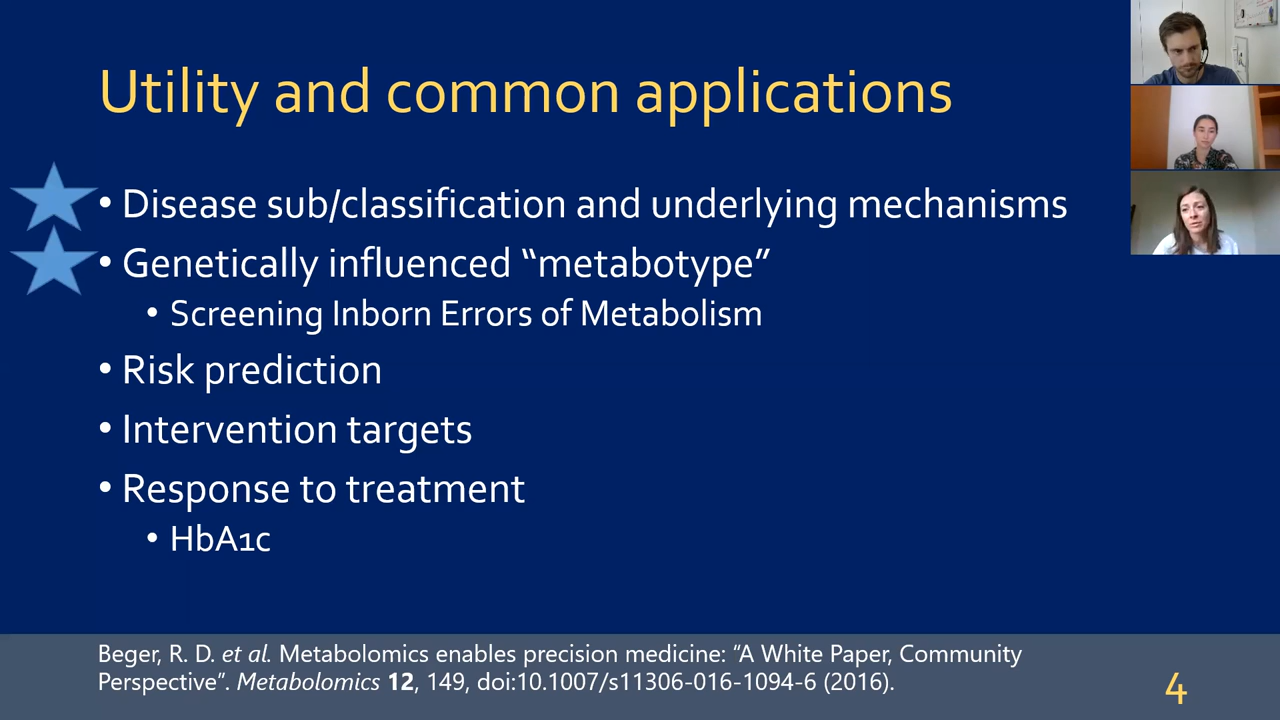 Utility and common applications
• Disease sub/classification and underlying mechanisms
• Genetically influenced “metabotype”
• Screening Inborn Errors of Metabolism
• Risk prediction
• Intervention targets
• Response to treatment
• HbA1c
Beger, R. D. et al. Metabolomics enables precision medicine: “A White Paper, Community
Perspective”. Metabolomics 12, 149, doi:10.1007/s11306-016-1094-6 (2016).
4